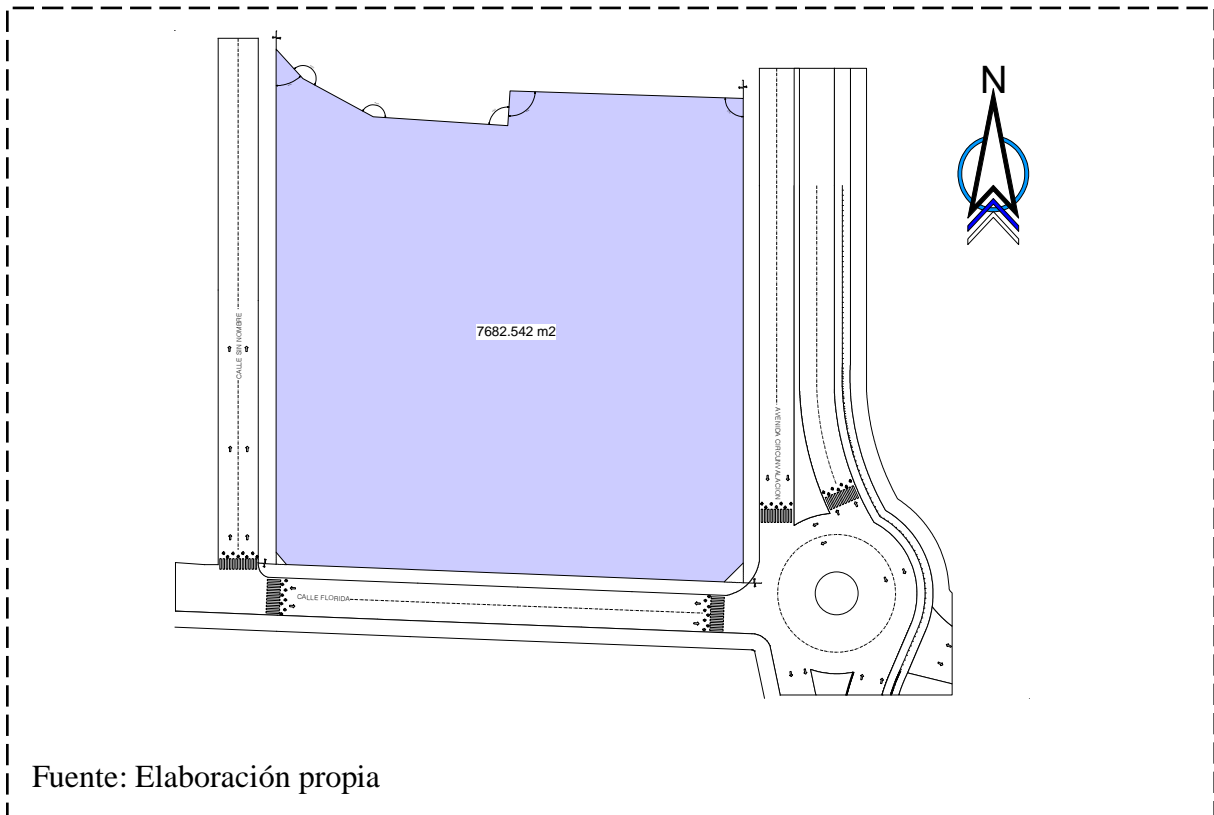 N
7682.542 m2
CALLE SIN NOMBRE
AVENIDA CIRCUNVALACION
CALLE FLORIDA
Fuente: Elaboración propia